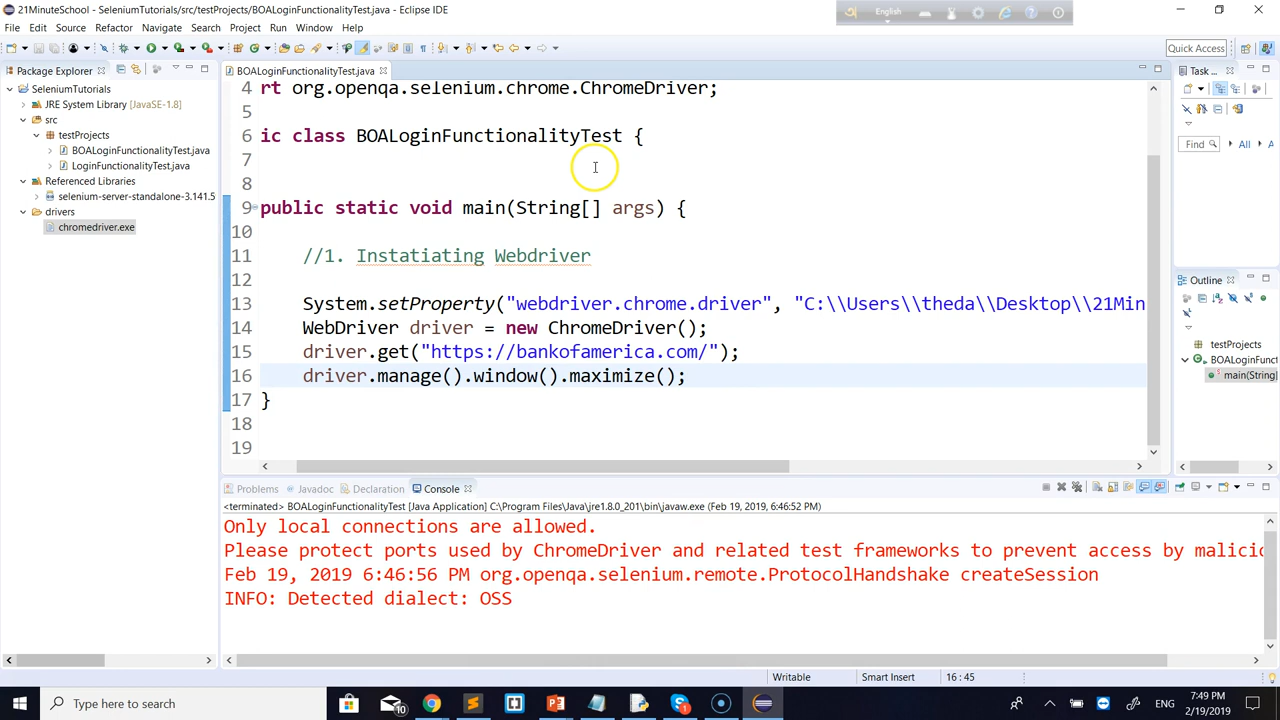 21MinuteSchool - SeleniumTutorials/src/testProjects/BOALoginFunctionalityTest.java - Eclipse IDE
English
File Edit Source Refactor Navigate Search Project Run Window Help
Quick Access
Package Explorer
BOALoginFunctionalityTest.java
Task ...
SeleniumTutorials
JRE System Library [JavaSE-1.8]
src
testProjects
BOALoginFunctionalityTest.java
LoginFunctionalityTest.java
Referenced Libraries
selenium-server-standalone-3.141.5
drivers
chromedriver.exe
4 rt org.openqa.selenium.chrome.ChromeDriver;
5
6 ic class BOALoginFunctionalityTest {
7
8
9 public static void main(String[] args) {
10
11 //1. Instatiating Webdriver
12
13 System.setProperty("webdriver.chrome.driver", "C:\\Users\\theda\\Desktop\\21Min
14 WebDriver driver = new ChromeDriver();
15 driver.get("https://bankofamerica.com/");
16 driver.manage().window().maximize();
17 }
18
19
Find All A
Outline
testProjects
BOALoginFunctionality
main(String[]
Problems Javadoc Declaration Console
<terminated> BOALoginFunctionalityTest [Java Application] C:\Program Files\Java\jre1.8.0_201\bin\javaw.exe (Feb 19, 2019, 6:46:52 PM)
Only local connections are allowed.
Please protect ports used by ChromeDriver and related test frameworks to prevent access by malici
Feb 19, 2019 6:46:56 PM org.openqa.selenium.remote.ProtocolHandshake createSession
INFO: Detected dialect: OSS
Writable Smart Insert 16 : 45
Type here to search
10
ENG
7:49 PM
2/19/2019